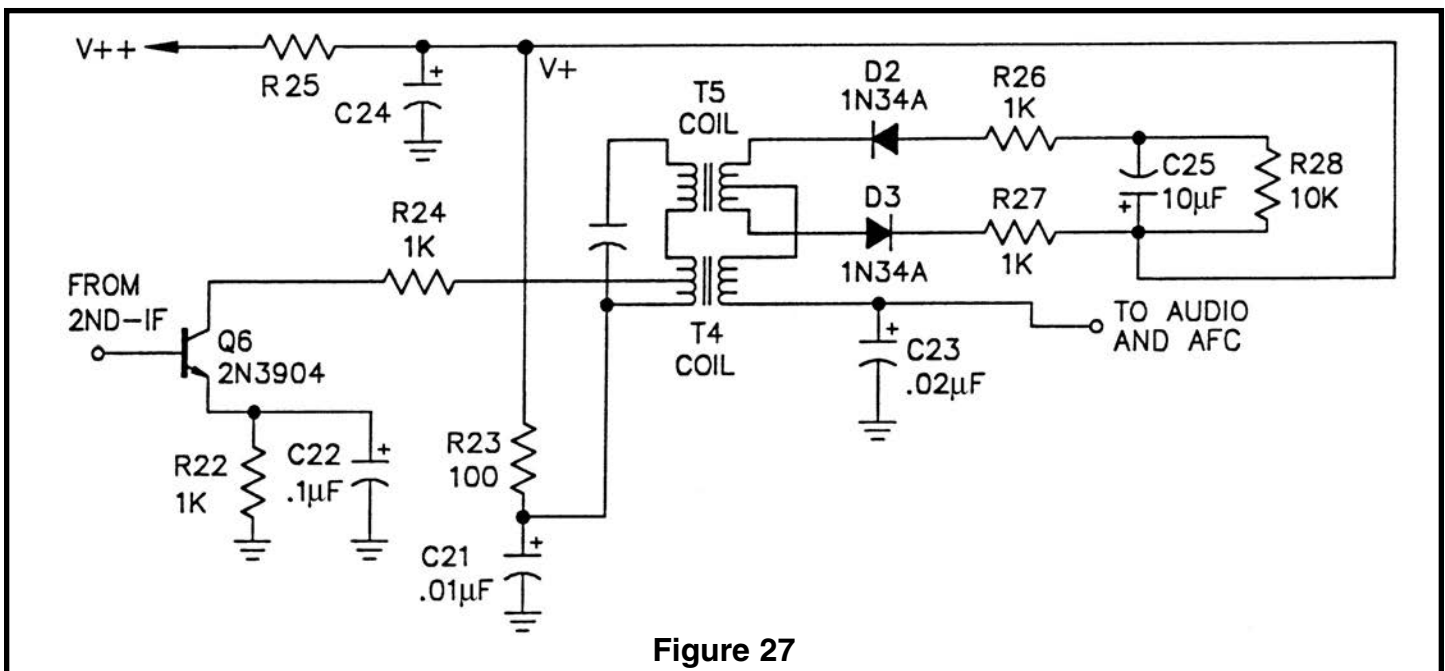 V++
R25
C24
+
V+
T5
COIL
D2
1N34A
R26
1K
C25
10μF
+
R28
10K
D3
1N34A
R27
1K
R24
1K
FROM
2ND-IF
Q6
2N3904
T4
COIL
+
C23
.02μF
TO AUDIO
AND AFC
R22
1K
C22
.1μF
+
R23
100
C21
.01μF
+
Figure 27